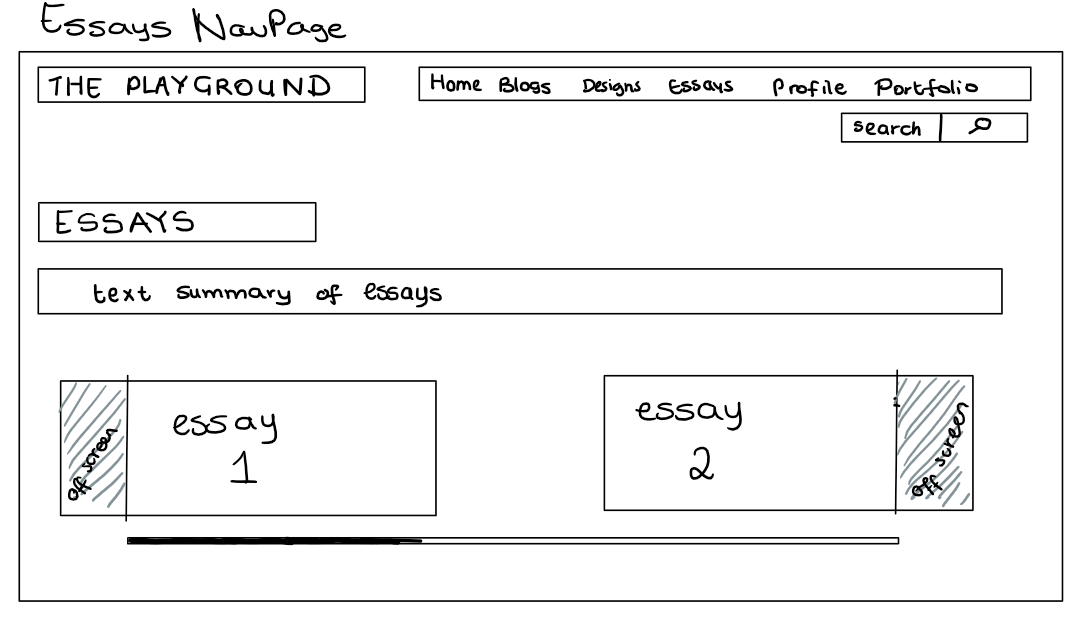 Essays NavPage
THE PLAYGROUND
Home Blogs Designs Essays Profile Portfolio
search
ESSAYS
text summary of essays
essay
1
off screen
essay
2
off screen